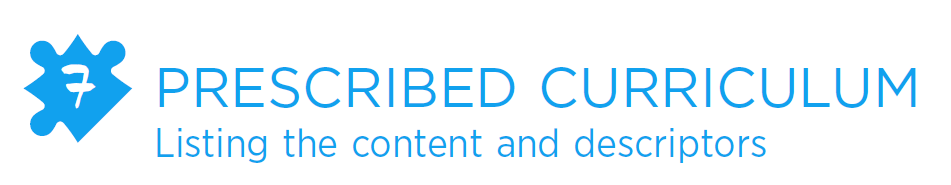 7
PRESCRIBED CURRICULUM
Listing the content and descriptors